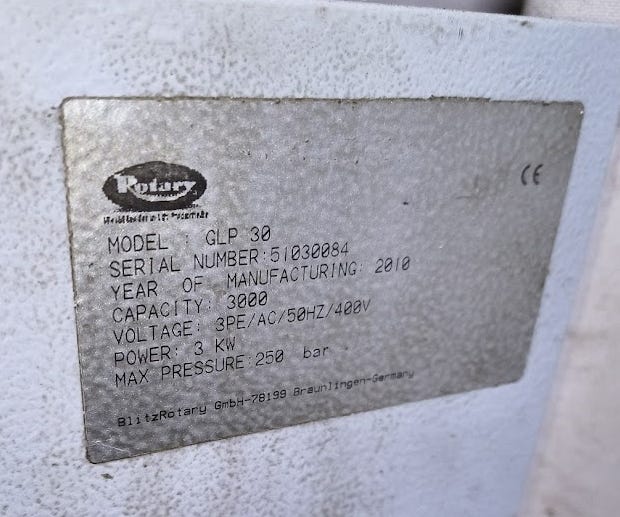 Rotary
CE
MODEL : GLP 30
SERIAL NUMBER:51030084
YEAR OF MANUFACTURING: 2010
CAPACITY: 3000
VOLTAGE: 3PE/AC/50HZ/400V
POWER: 3 KW
MAX PRESSURE:250 bar
BlitzRotary GmbH-78199 Braunlingen-Germany